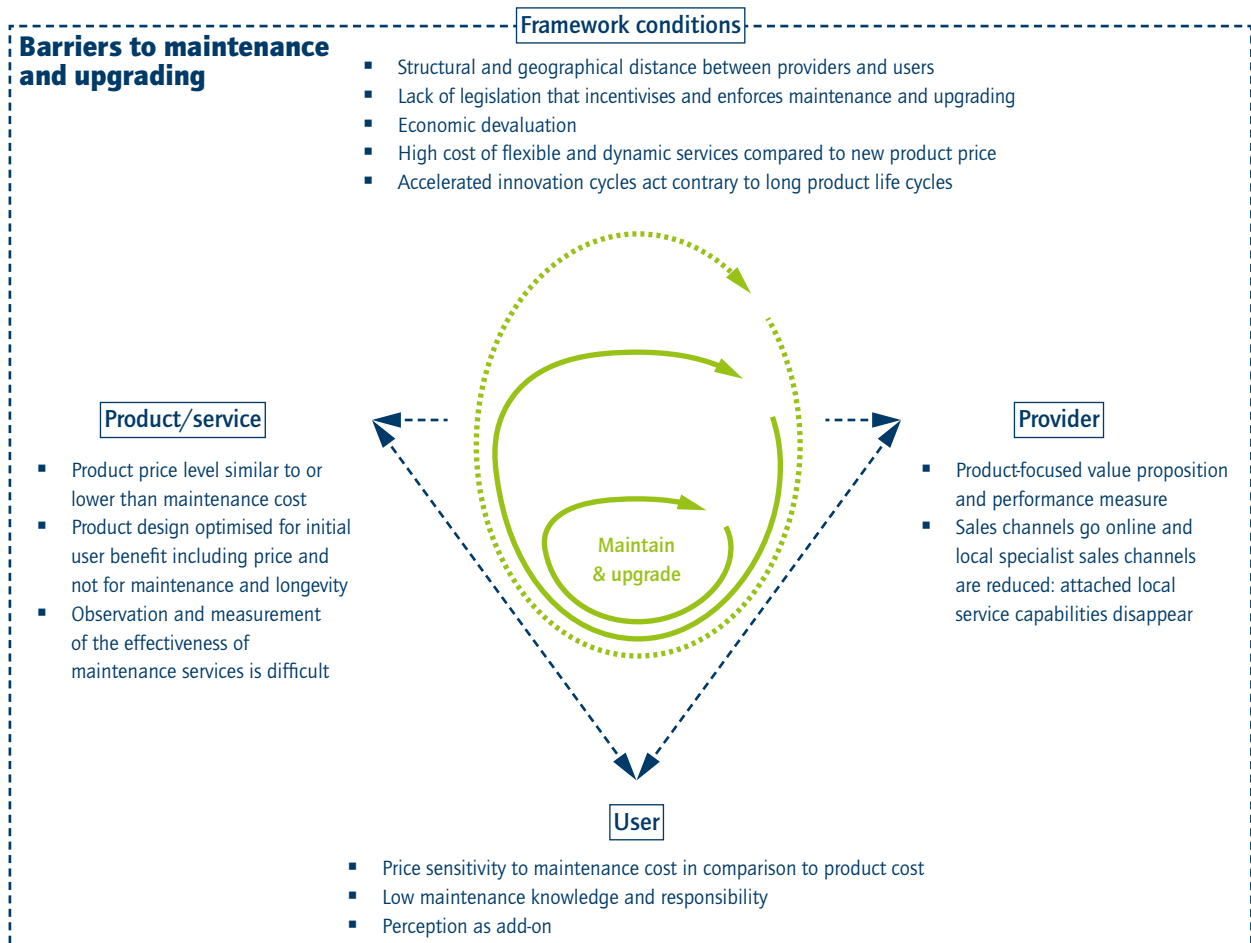 Framework conditions
Barriers to maintenance
and upgrading
▪ Structural and geographical distance between providers and users
▪ Lack of legislation that incentivises and enforces maintenance and upgrading
▪ Economic devaluation
▪ High cost of flexible and dynamic services compared to new product price
▪ Accelerated innovation cycles act contrary to long product life cycles
Product/service
▪ Product price level similar to or
lower than maintenance cost
▪ Product design optimised for initial
user benefit including price and
not for maintenance and longevity
▪ Observation and measurement
of the effectiveness of
maintenance services is difficult
Maintain
& upgrade
Provider
▪ Product-focused value proposition
and performance measure
▪ Sales channels go online and
local specialist sales channels
are reduced: attached local
service capabilities disappear
User
▪ Price sensitivity to maintenance cost in comparison to product cost
▪ Low maintenance knowledge and responsibility
▪ Perception as add-on